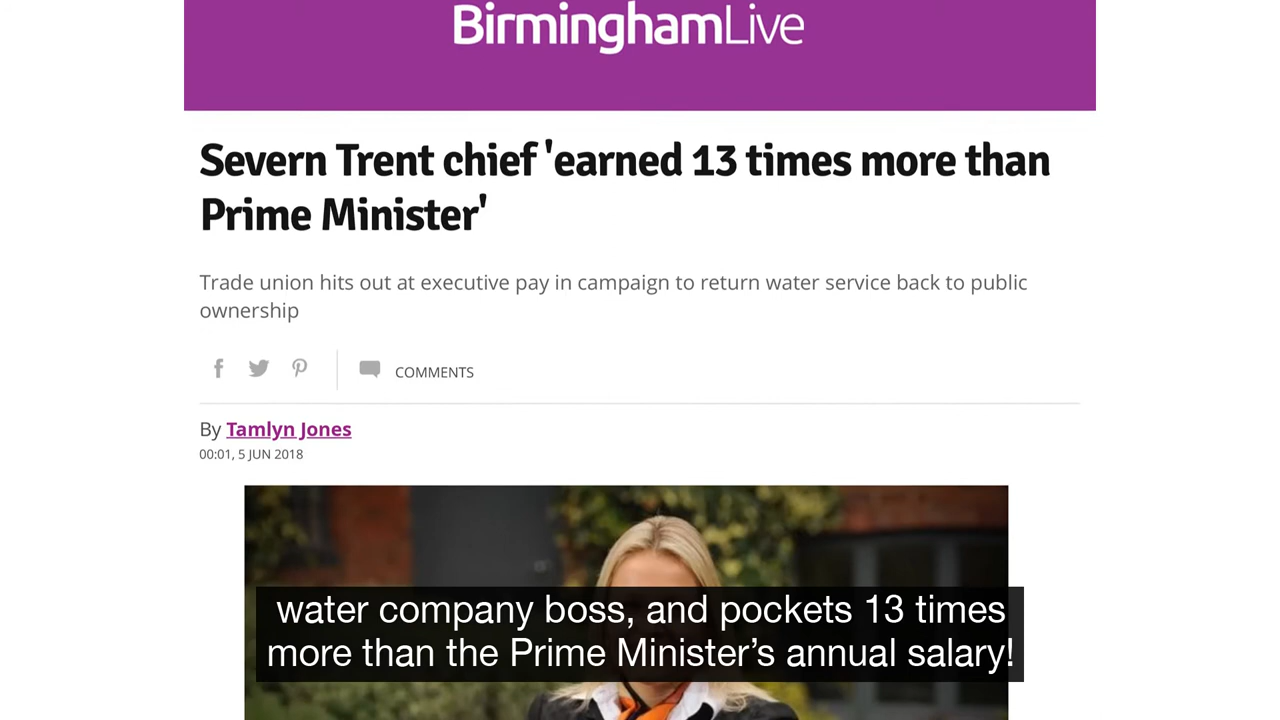 BirminghamLive
Severn Trent chief 'earned 13 times more than
Prime Minister'
Trade union hits out at executive pay in campaign to return water service back to public
ownership
COMMENTS
By Tamlyn Jones
00:01, 5 JUN 2018
water company boss, and pockets 13 times
more than the Prime Minister’s annual salary!